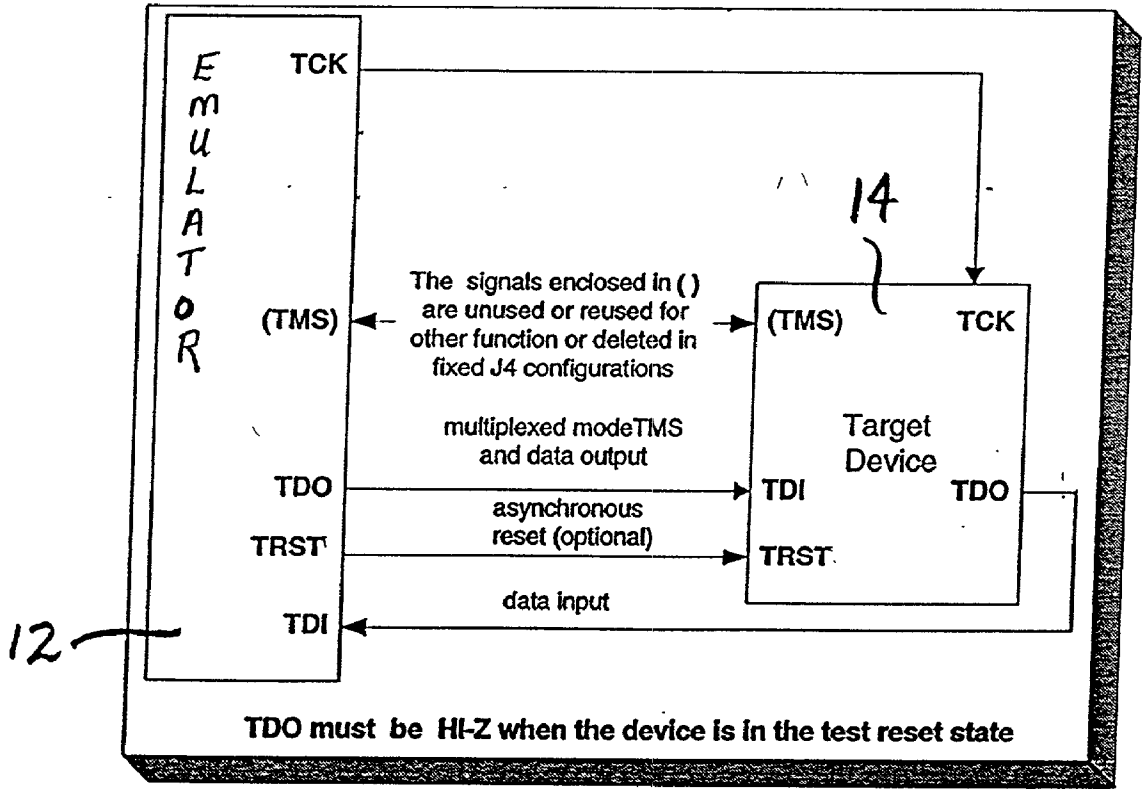 EMULATOR
TCK
14
The signals enclosed in ( )
are unused or reused for
other function or deleted in
fixed J4 configurations
(TMS)
(TMS)
TCK
multiplexed modeTMS
and data output
Target
Device
TDO
TDI
TDO
asynchronous
reset (optional)
TRST
TRST
data input
TDI
12
TDO must be HI-Z when the device is in the test reset state